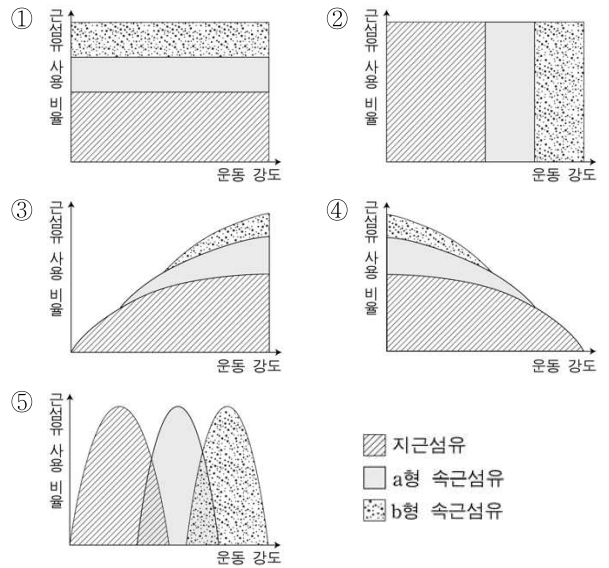 ①
근섬유 사용 비율
운동 강도
②
근섬유 사용 비율
운동 강도
③
근섬유 사용 비율
운동 강도
④
근섬유 사용 비율
운동 강도
⑤
근섬유 사용 비율
운동 강도
지근섬유
a형 속근섬유
b형 속근섬유